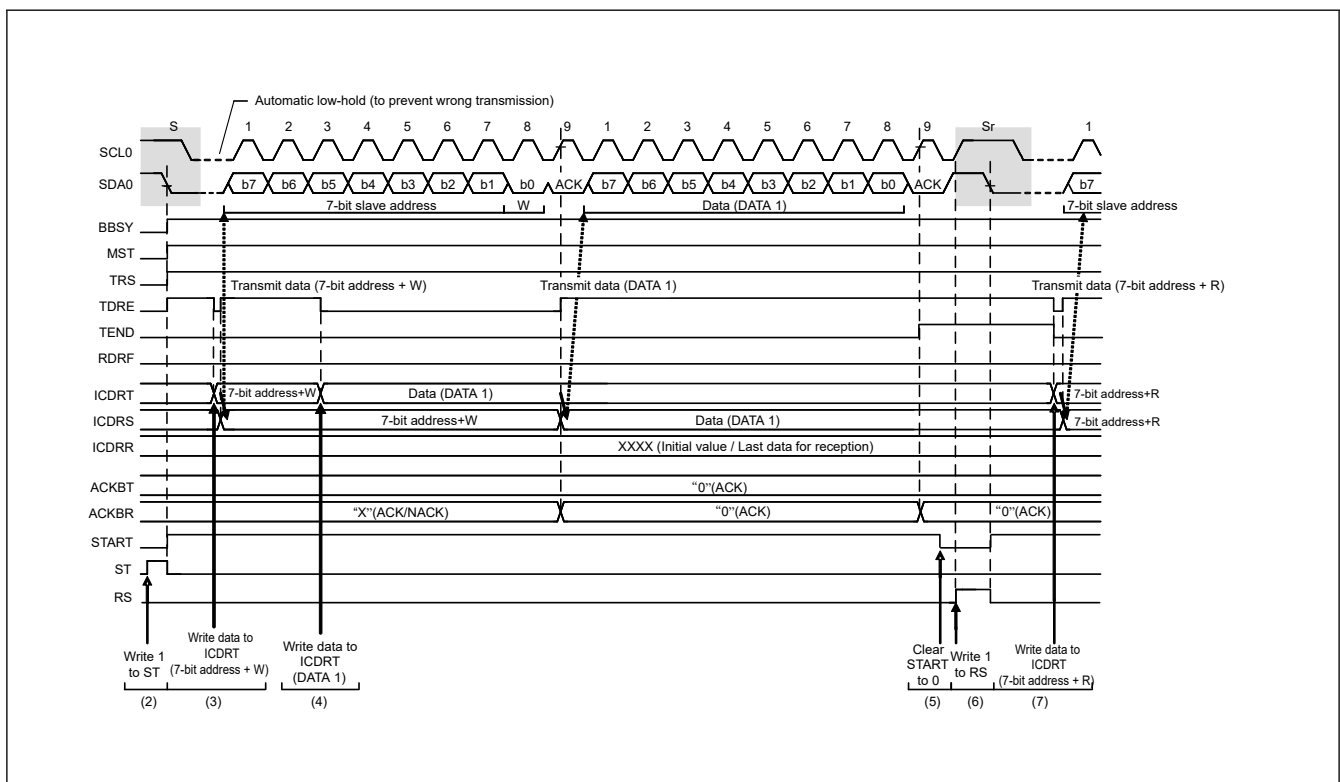 Automatic low-hold (to prevent wrong transmission)
S 1 2 3 4 5 6 7 8 9 1 2 3 4 5 6 7 8 9 Sr 1
SCL0
SDA0 b7 b6 b5 b4 b3 b2 b1 b0 ACK b7 b6 b5 b4 b3 b2 b1 b0 ACK b7
7-bit slave address W Data (DATA 1) 7-bit slave address
BBSY
MST
TRS
Transmit data (7-bit address + W) Transmit data (DATA 1) Transmit data (7-bit address + R)
TDRE
TEND
RDRF
ICDRT 7-bit address+W Data (DATA 1) 7-bit address+R
ICDRS 7-bit address+W Data (DATA 1) 7-bit address+R
ICDRR XXXX (Initial value / Last data for reception)
ACKBT "0"(ACK)
ACKBR "X"(ACK/NACK) "0"(ACK) "0"(ACK)
START
ST
RS
Write 1
to ST
Write data to
ICDRT
(7-bit address + W)
Write data to
ICDRT
(DATA 1)
Clear
START
to 0
Write 1
to RS
Write data to
ICDRT
(7-bit address + R)
(2) (3) (4) (5) (6) (7)